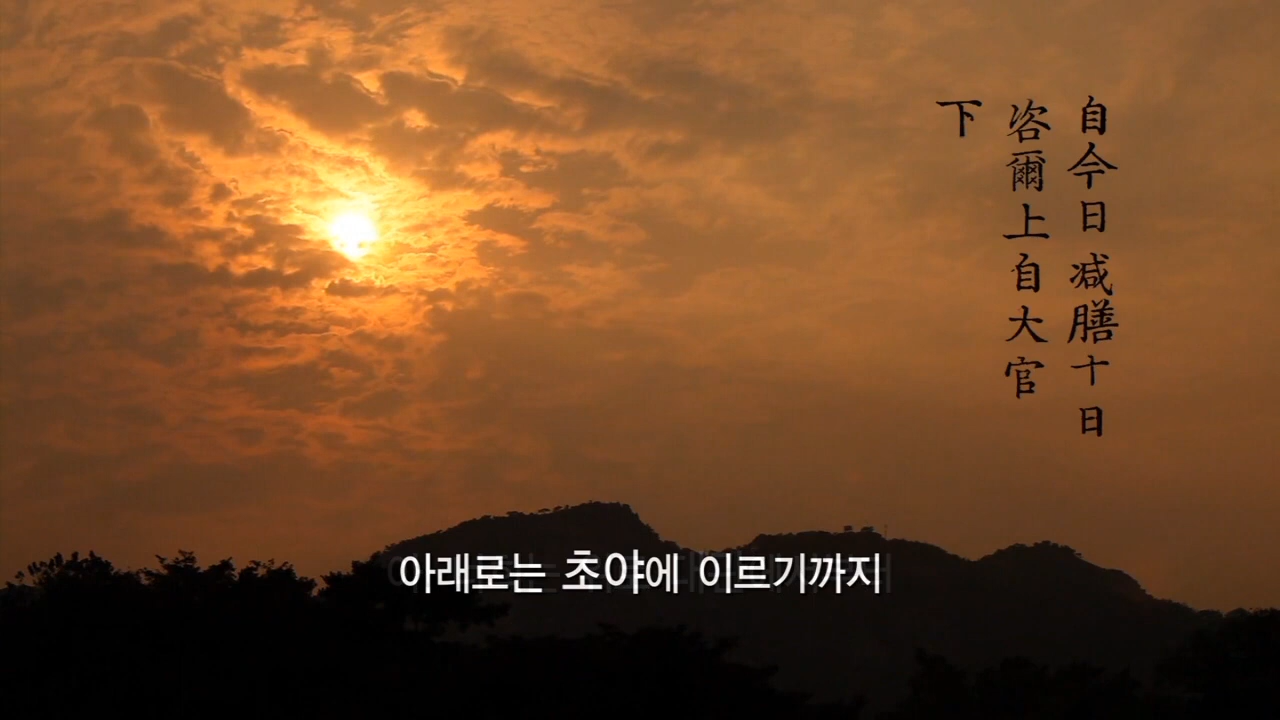 自今日減膳十日
咨爾上自大官
下
아래로는 초야에 이르기까지